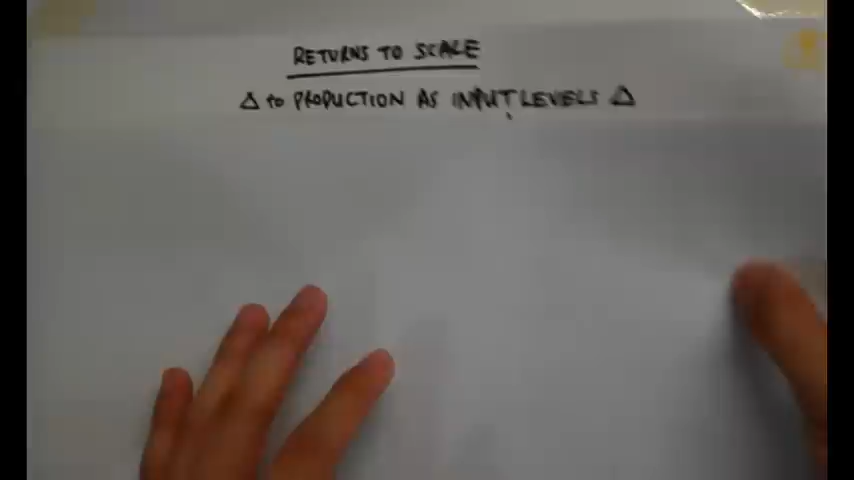 RETURNS TO SCALE
Δ to PRODUCTION AS INPUT LEVELS Δ